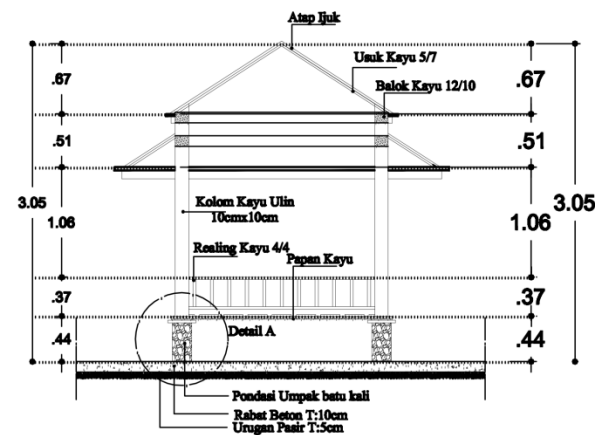 Atap Ijuk
Usuk Kayu 5/7
.67
.67
Balok Kayu 12/10
.51
.51
3.05
Kolom Kayu Ulin
10cmx10cm
3.05
1.06
1.06
Realing Kayu 4/4
Papan Kayu
.37
.37
Detail A
.44
.44
Pondasi Umpak batu kali
Rabat Beton T:10cm
Urugan Pasir T:5cm